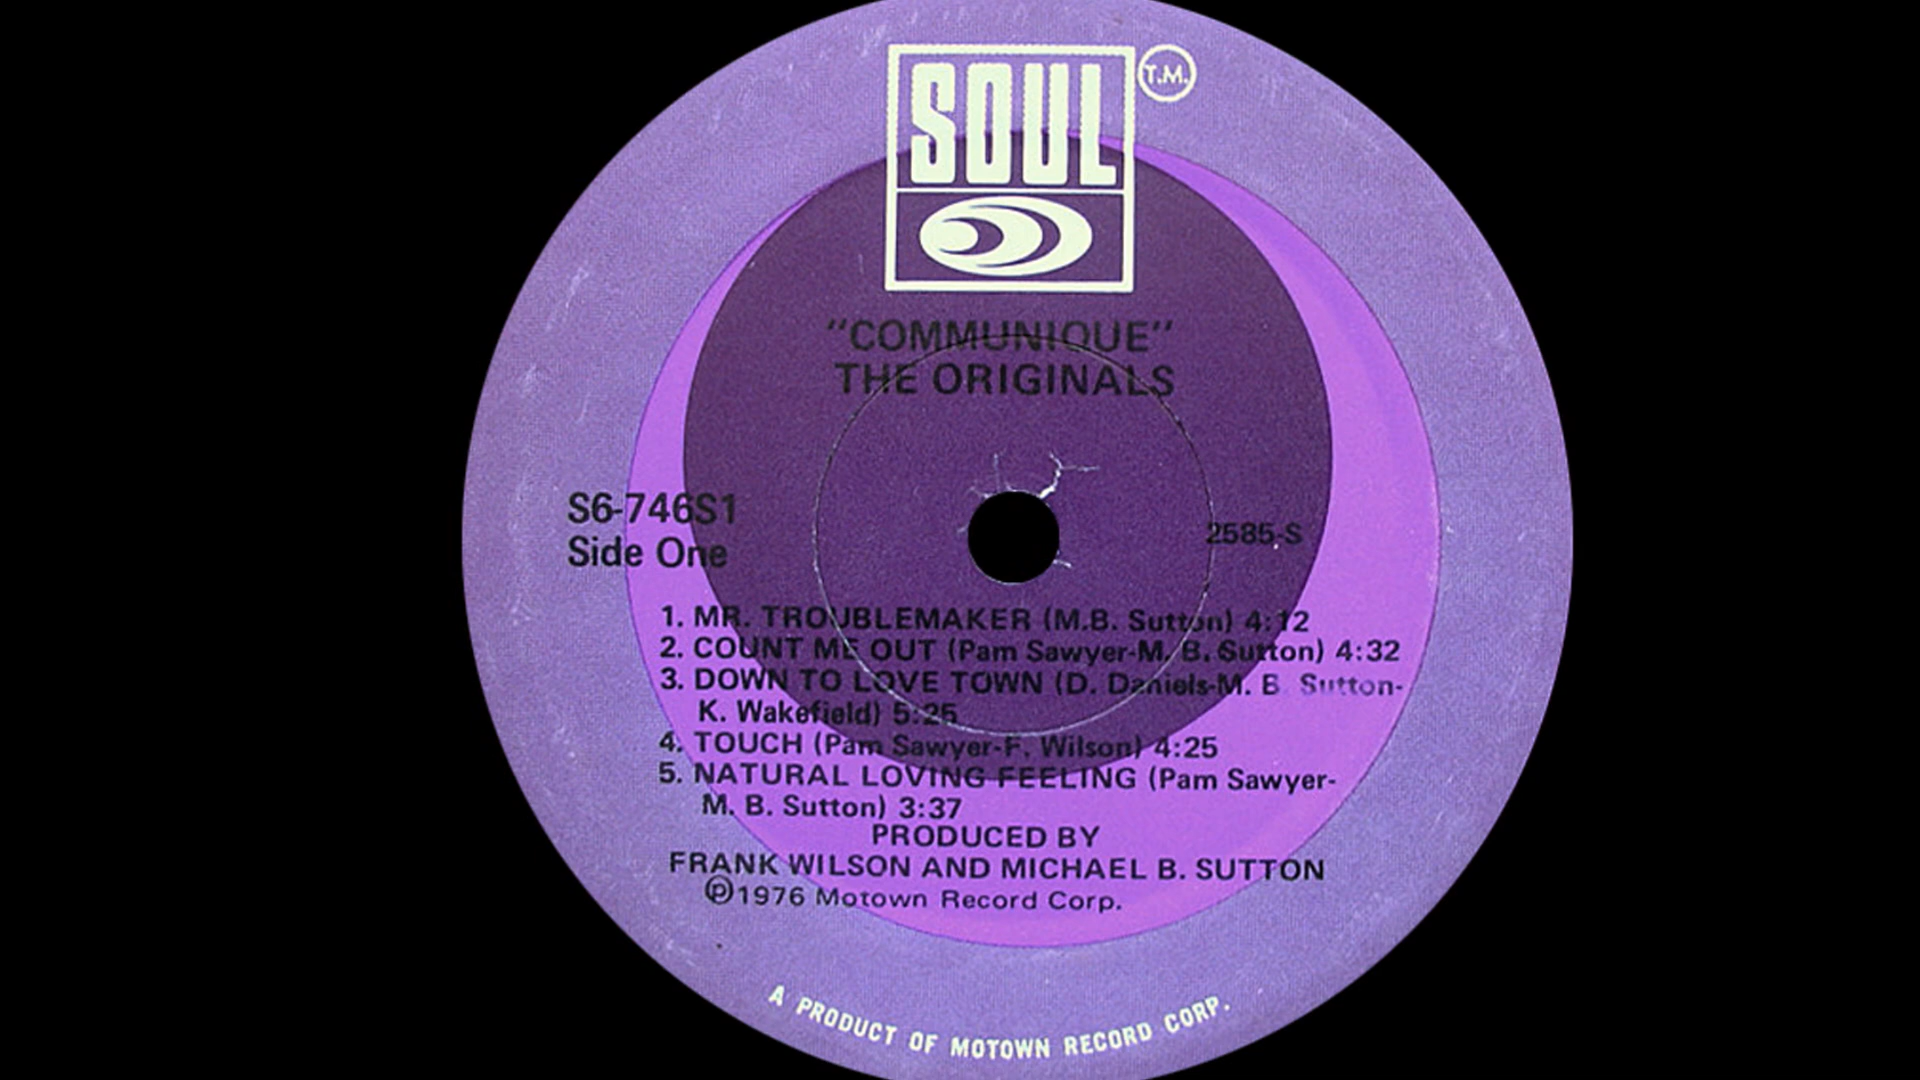 SOUL
T.M.
"COMMUNIQUE"
THE ORIGINALS
S6-746S1
Side One
2585-S
1. MR. TROUBLEMAKER (M.B. Sutton) 4:12
2. COUNT ME OUT (Pam Sawyer-M. B. Sutton) 4:32
3. DOWN TO LOVE TOWN (D. Daniels-M. B. Sutton-
K. Wakefield) 5:25
4. TOUCH (Pam Sawyer-F. Wilson) 4:25
5. NATURAL LOVING FEELING (Pam Sawyer-
M. B. Sutton) 3:37
PRODUCED BY
FRANK WILSON AND MICHAEL B. SUTTON
℗1976 Motown Record Corp.
A PRODUCT OF MOTOWN RECORD CORP.